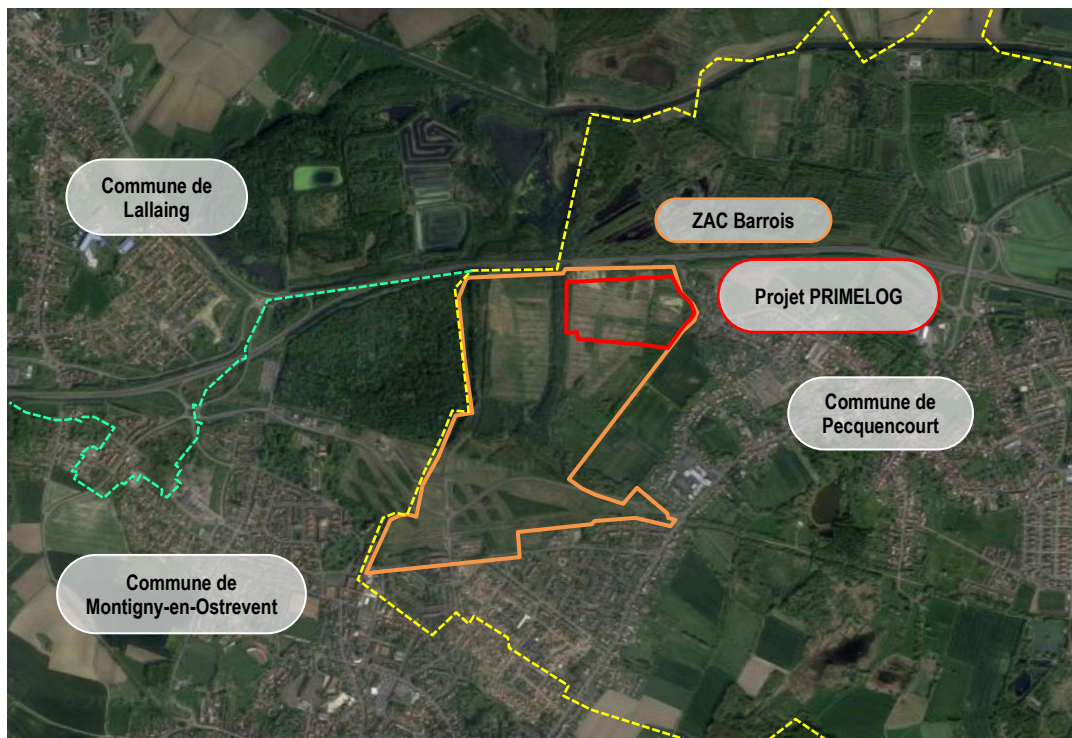 Commune de
Lallaing
ZAC Barrois
Projet PRIMELOG
Commune de
Pecquencourt
Commune de
Montigny-en-Ostrevent